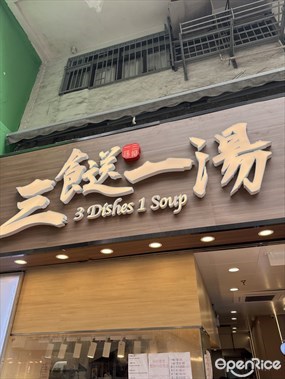 三餸一湯
3 Dishes 1 Soup
OpenRice